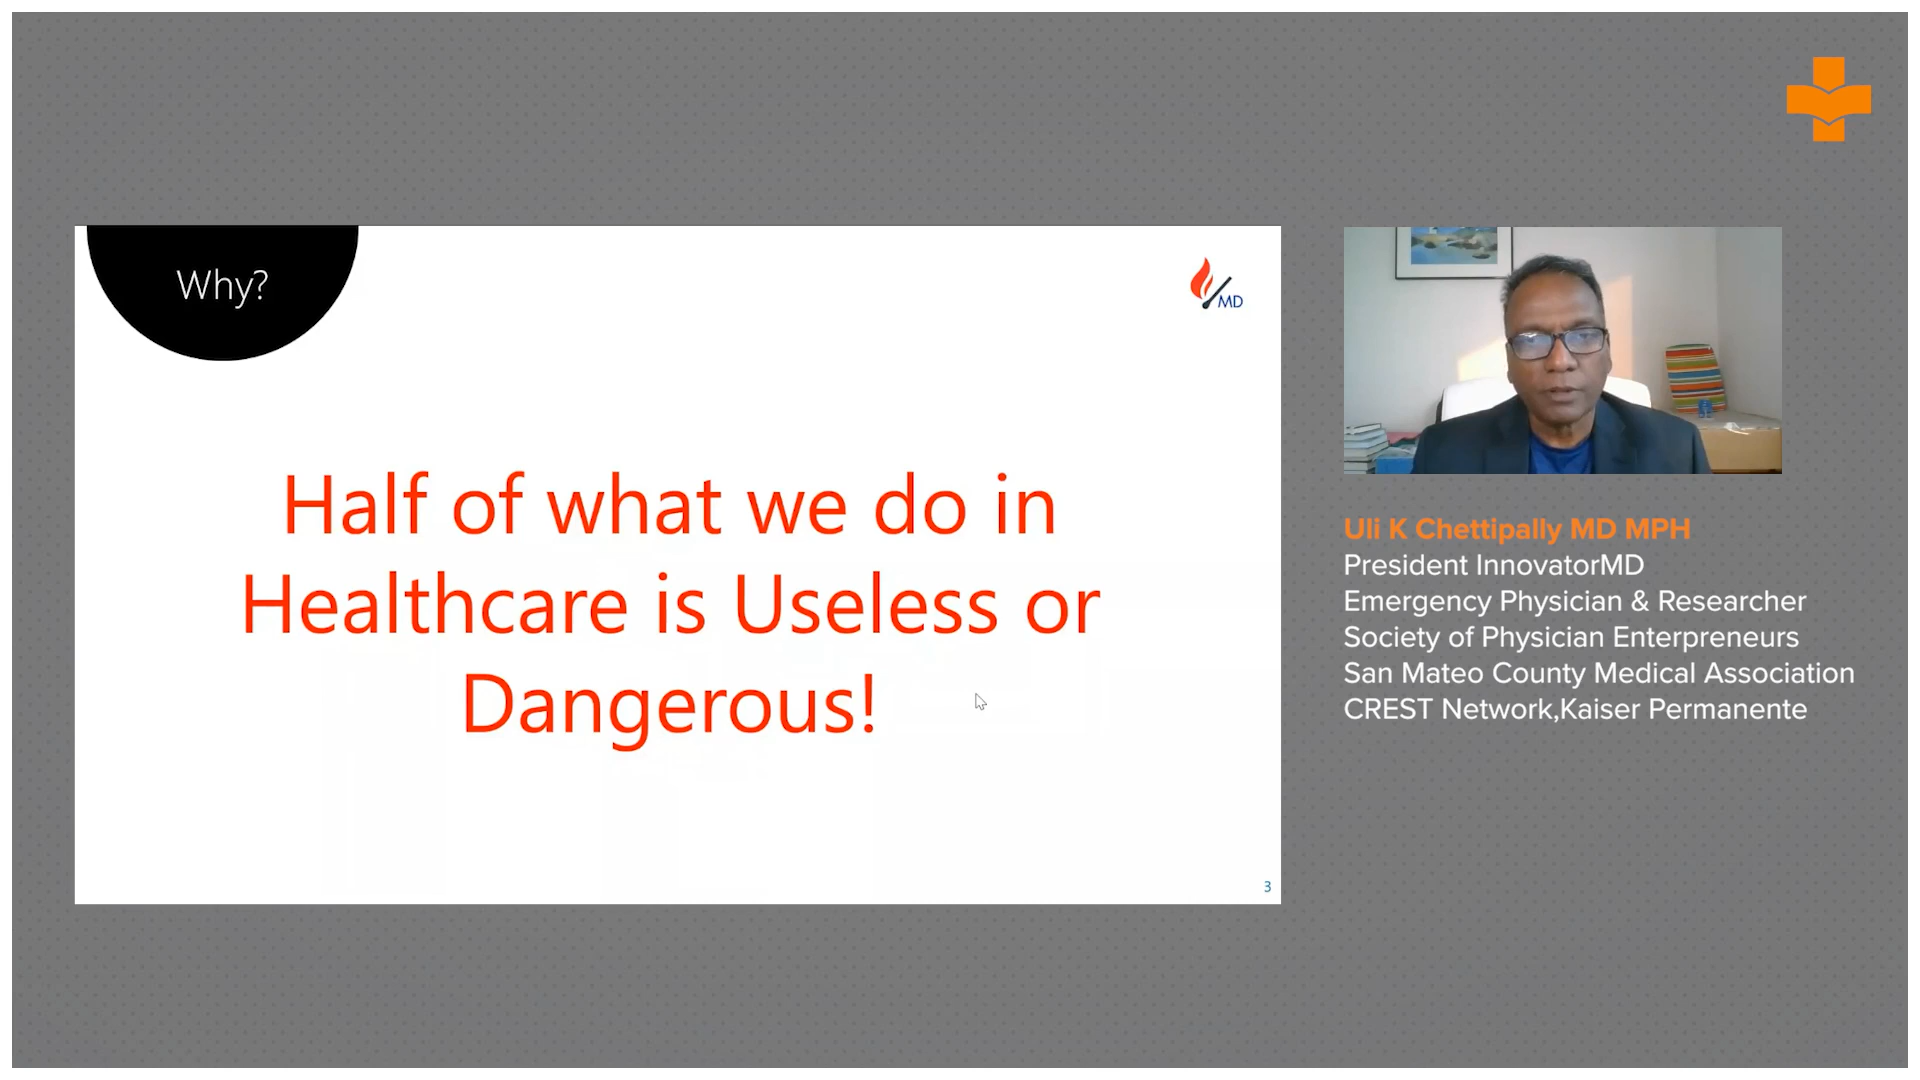 Why?
MD
Half of what we do in
Healthcare is Useless or
Dangerous!
3
Uli K Chettipally MD MPH
President InnovatorMD
Emergency Physician & Researcher
Society of Physician Enterpreneurs
San Mateo County Medical Association
CREST Network,Kaiser Permanente